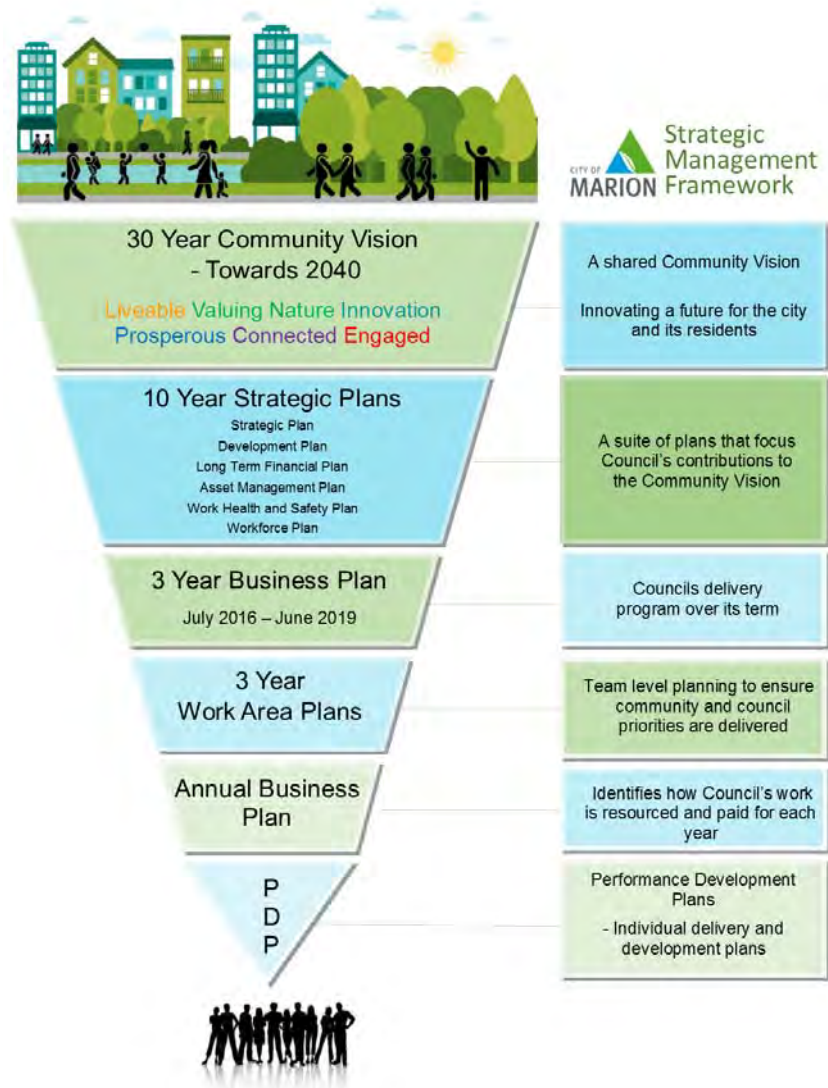 CITY OF
MARION
Strategic
Management
Framework
30 Year Community Vision
- Towards 2040
Liveable Valuing Nature Innovation
Prosperous Connected Engaged
A shared Community Vision
Innovating a future for the city
and its residents
10 Year Strategic Plans
Strategic Plan
Development Plan
Long Term Financial Plan
Asset Management Plan
Work Health and Safety Plan
Workforce Plan
A suite of plans that focus
Council's contributions to
the Community Vision
3 Year Business Plan
July 2016 – June 2019
Councils delivery
program over its term
3 Year
Work Area Plans
Team level planning to ensure
community and council
priorities are delivered
Annual Business
Plan
Identifies how Council's work
is resourced and paid for each
year
P
D
P
Performance Development
Plans
- Individual delivery and
development plans